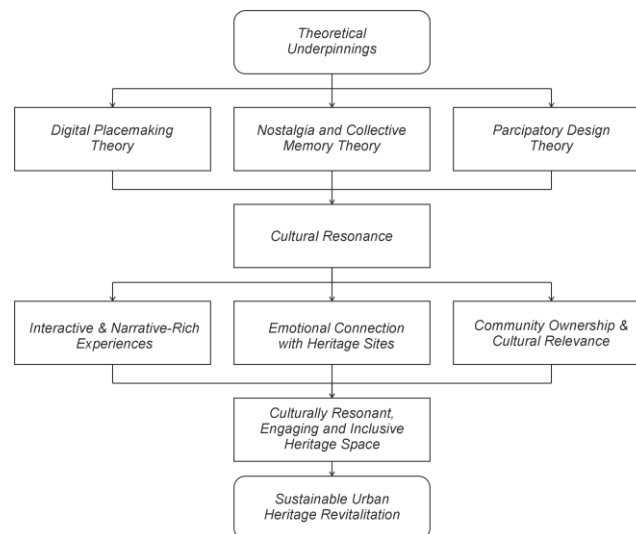 Theoretical
Underpinnings
Digital Placemaking
Theory
Nostalgia and Collective
Memory Theory
Parcipatory Design
Theory
Cultural Resonance
Interactive & Narrative-Rich
Experiences
Emotional Connection
with Heritage Sites
Community Ownership &
Cultural Relevance
Culturally Resonant,
Engaging and Inclusive
Heritage Space
Sustainable Urban
Heritage Revitalitation